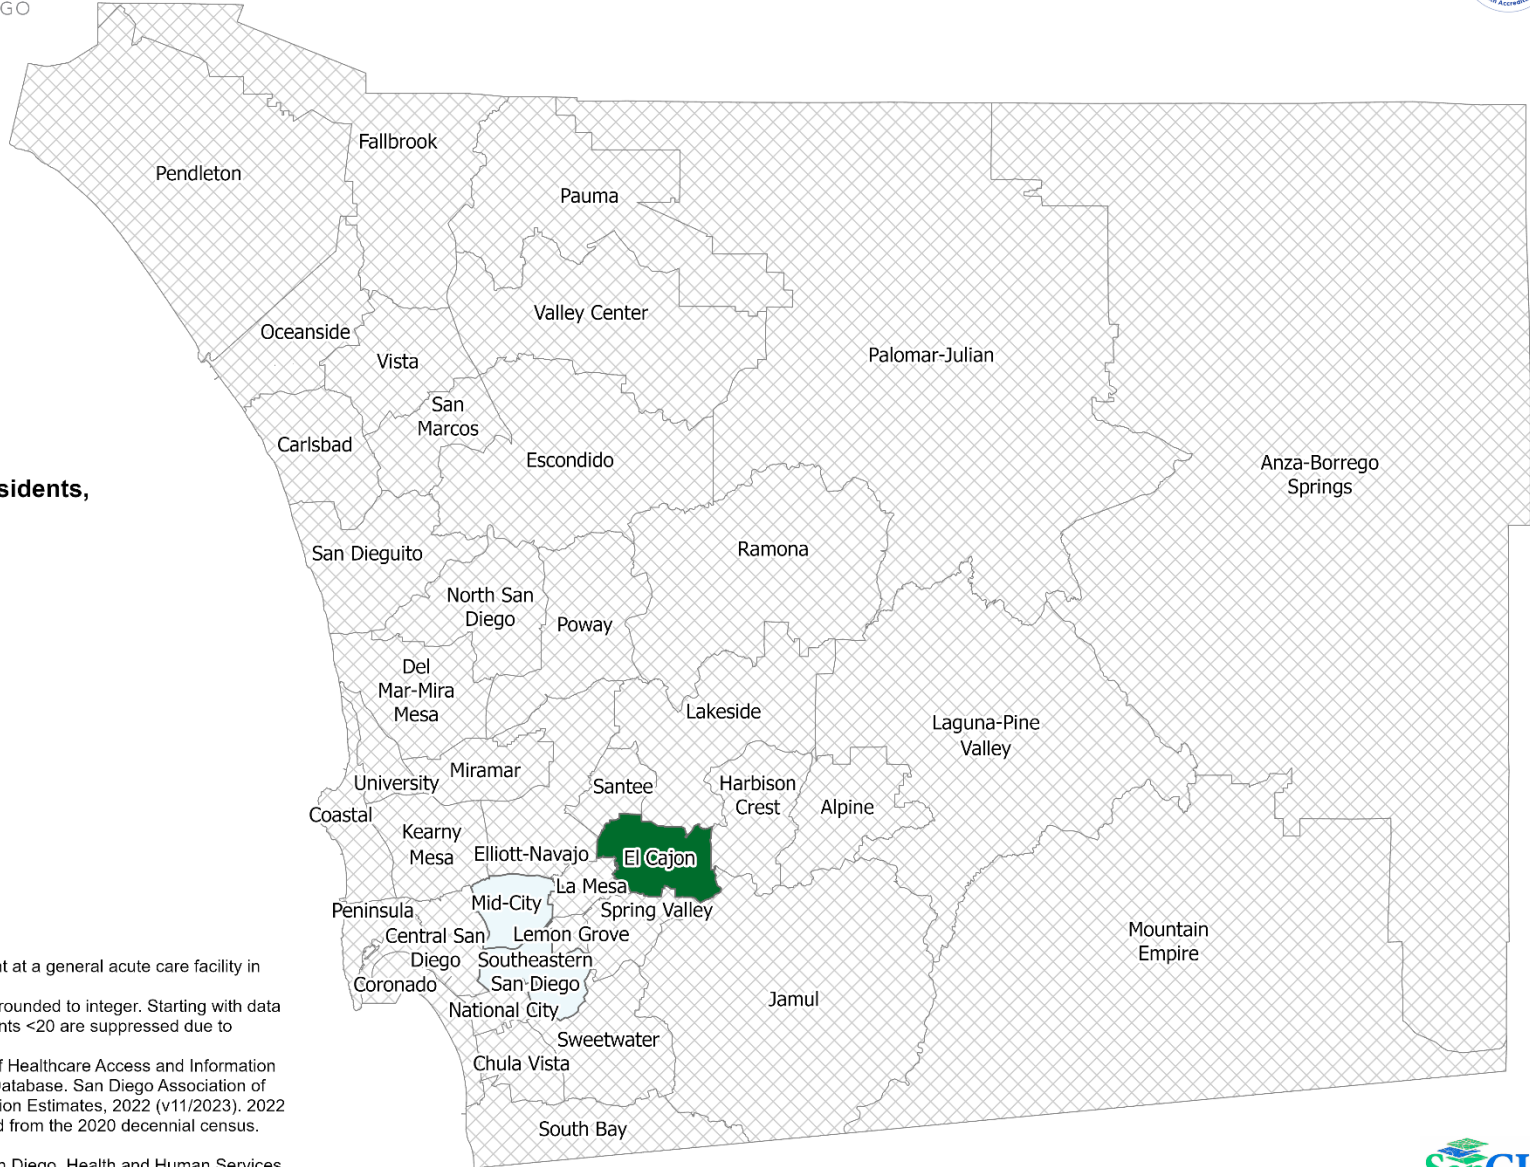 GO
Fallbrook
Pendleton
Pauma
Valley Center
Oceanside
Vista
Palomar-Julian
San
Marcos
Carlsbad
Escondido
Anza-Borrego
Springs
sidents,
San Dieguito
Ramona
North San
Diego
Poway
Del
Mar-Mira
Mesa
Lakeside
Laguna-Pine
Valley
University
Miramar
Santee
Harbison
Crest
Alpine
Coastal
Kearny
Mesa
Elliott-Navajo
El Cajon
La Mesa
Mid-City
Peninsula
Spring Valley
Central San
Diego
Lemon Grove
Mountain
Empire
Southeastern
San Diego
Coronado
National City
Jamul
Sweetwater
Chula Vista
South Bay
t at a general acute care facility in
rounded to integer. Starting with data
nts <20 are suppressed due to
f Healthcare Access and Information
Database. San Diego Association of
ion Estimates, 2022 (v11/2023). 2022
d from the 2020 decennial census.
n Diego, Health and Human Services